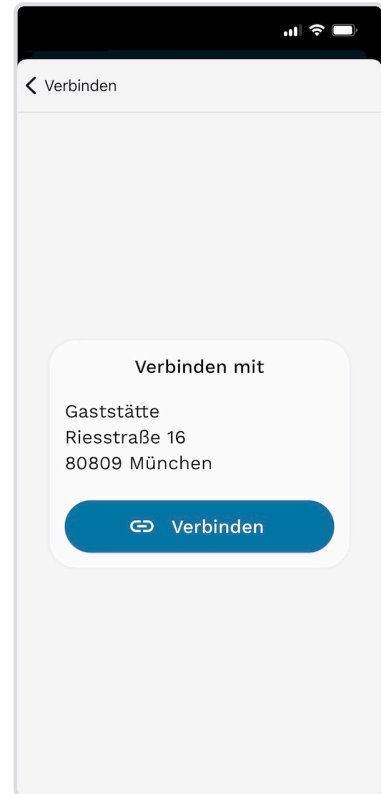 Verbinden
Verbinden mit
Gaststätte
Riesstraße 16
80809 München
Verbinden